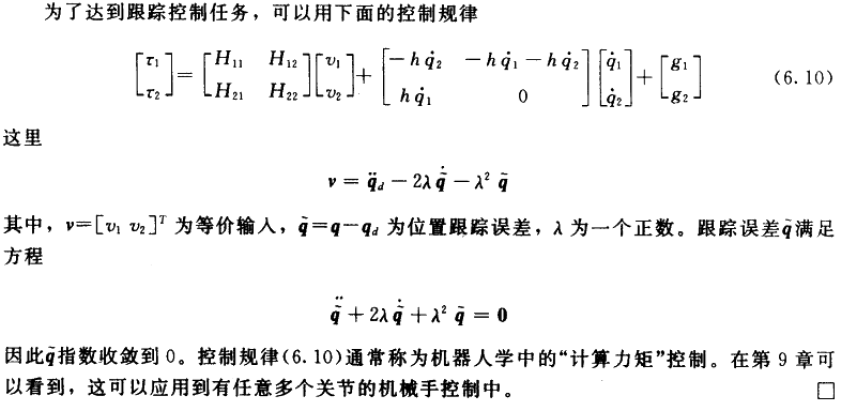 为了达到跟踪控制任务，可以用下面的控制规律
$$\begin{bmatrix} \tau_1 \\ \tau_2 \end{bmatrix} = \begin{bmatrix} H_{11} & H_{12} \\ H_{21} & H_{22} \end{bmatrix} \begin{bmatrix} v_1 \\ v_2 \end{bmatrix} + \begin{bmatrix} -h\dot{q}_2 & -h\dot{q}_1 - h\dot{q}_2 \\ h\dot{q}_1 & 0 \end{bmatrix} \begin{bmatrix} \dot{q}_1 \\ \dot{q}_2 \end{bmatrix} + \begin{bmatrix} g_1 \\ g_2 \end{bmatrix} \quad (6.10)$$
这里
$$\boldsymbol{v} = \ddot{\boldsymbol{q}}_d - 2\lambda \dot{\tilde{\boldsymbol{q}}} - \lambda^2 \tilde{\boldsymbol{q}}$$
其中，$\boldsymbol{v}=[v_1 \ v_2]^T$ 为等价输入，$\tilde{\boldsymbol{q}}=\boldsymbol{q}-\boldsymbol{q}_d$ 为位置跟踪误差，λ 为一个正数。跟踪误差$\tilde{\boldsymbol{q}}$满足
方程
$$\ddot{\tilde{\boldsymbol{q}}} + 2\lambda \dot{\tilde{\boldsymbol{q}}} + \lambda^2 \tilde{\boldsymbol{q}} = \boldsymbol{0}$$
因此$\tilde{\boldsymbol{q}}$指数收敛到 0。控制规律(6.10)通常称为机器人学中的“计算力矩”控制。在第 9 章可
以看到，这可以应用到有任意多个关节的机械手控制中。 □